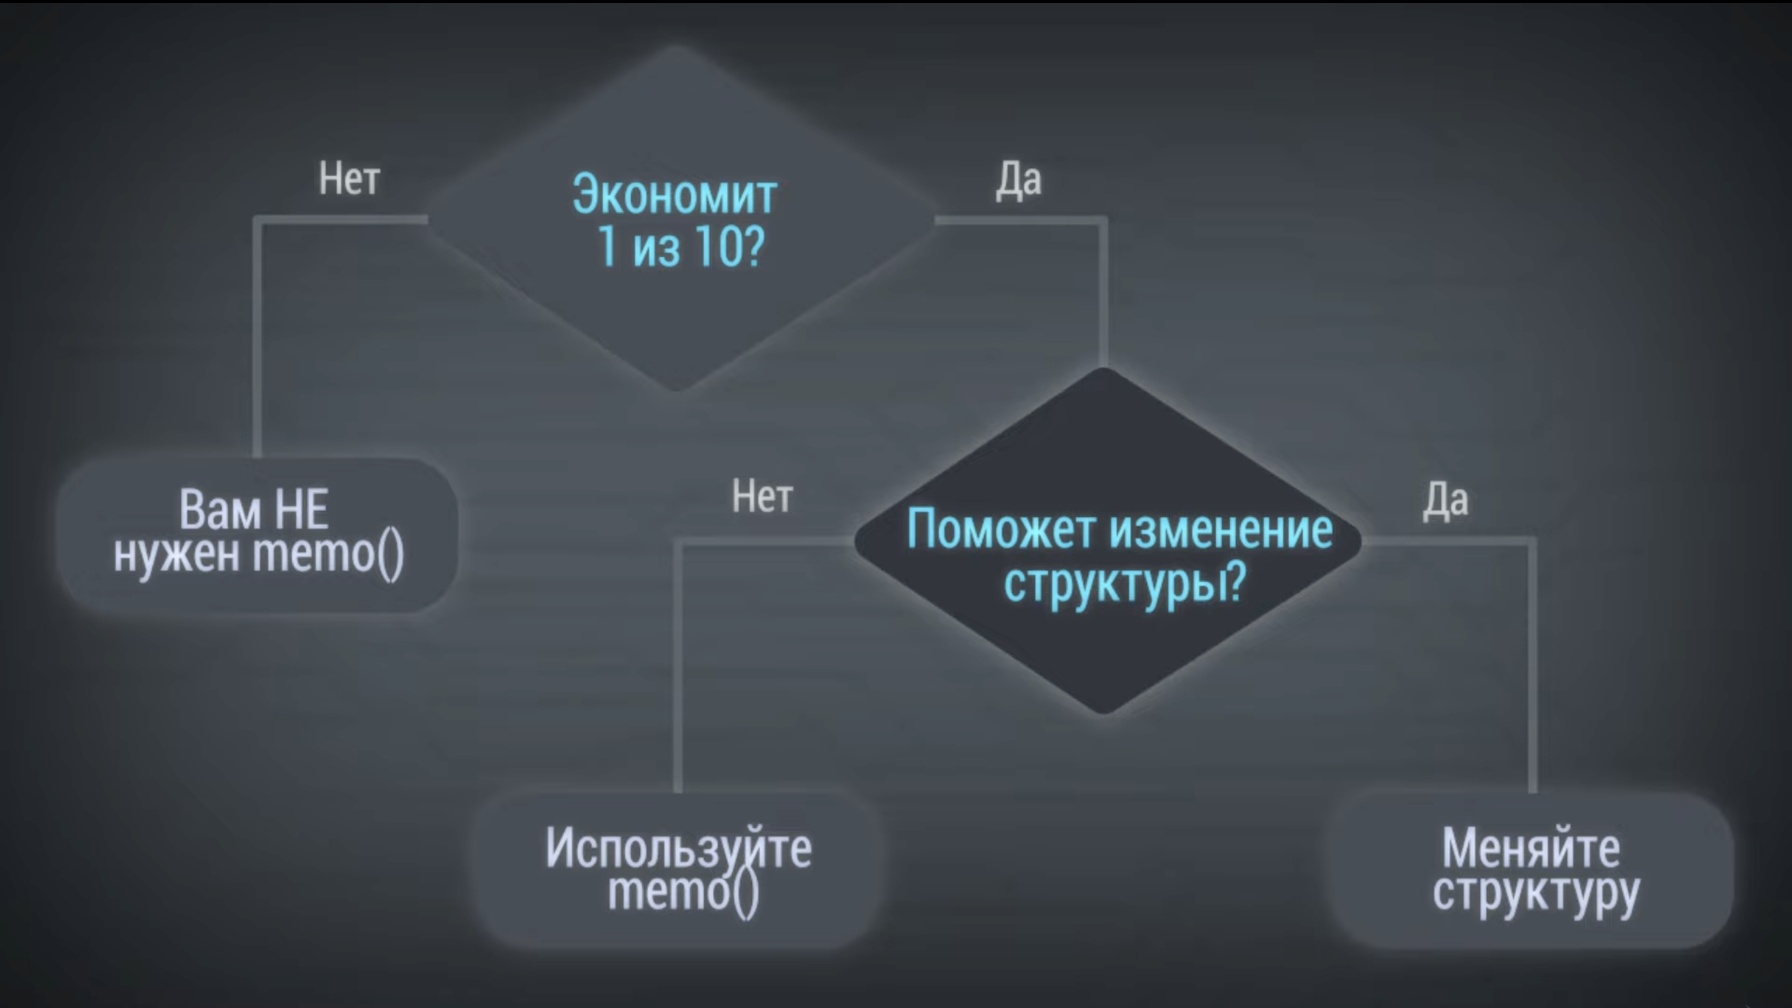 Нет
Экономит
1 из 10?
Да
Вам НЕ
нужен memo()
Нет
Поможет изменение
структуры?
Да
Используйте
memo()
Меняйте
структуру